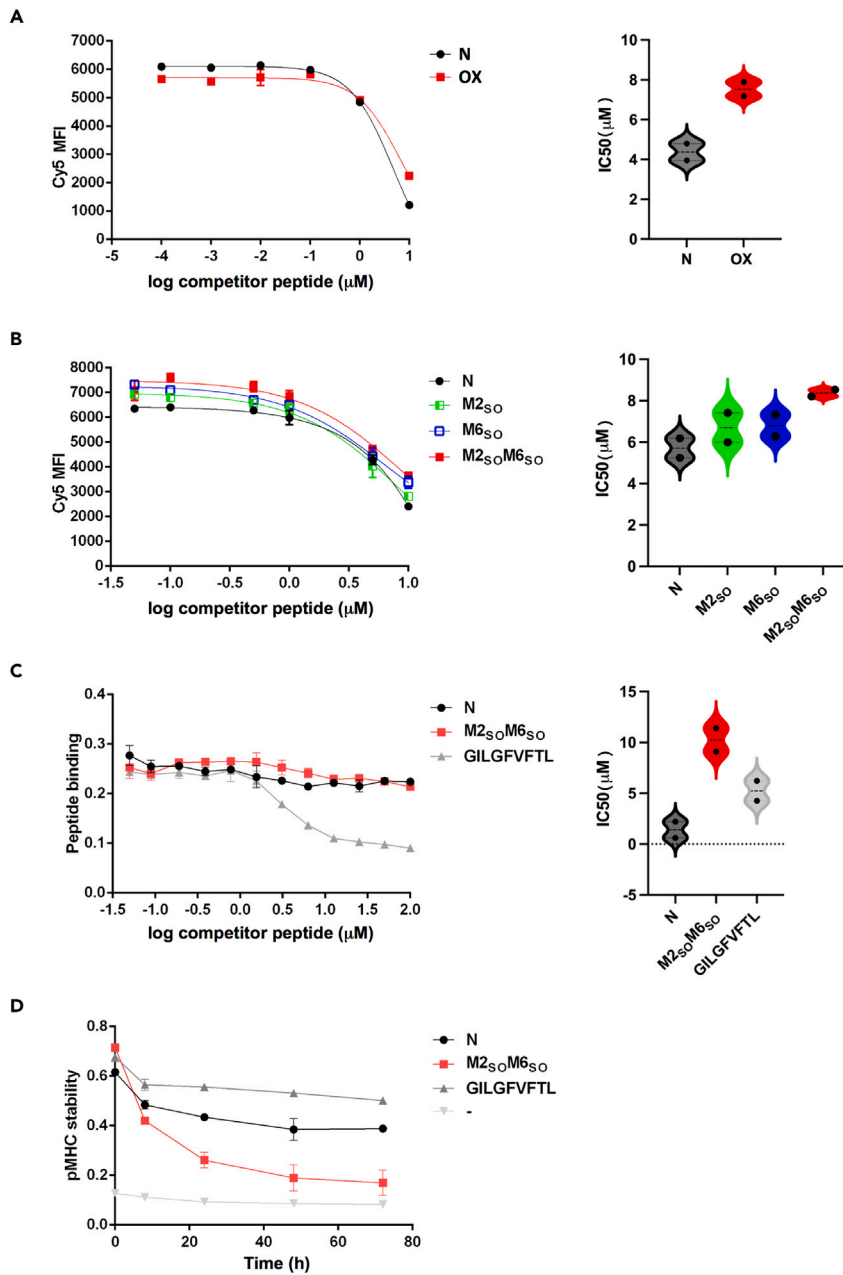 A
Cy5 MFI
8000
7000
6000
5000
4000
3000
2000
1000
0
-5 -4 -3 -2 -1 0 1
log competitor peptide (μM)
N
OX
IC50 (μM)
10
8
6
4
2
0
N OX
B
Cy5 MFI
8000
7000
6000
5000
4000
3000
2000
1000
0
-1.5 -1.0 -0.5 0.0 0.5 1.0
log competitor peptide (μM)
N
M2SO
M6SO
M2SOM6SO
IC50 (μM)
10
8
6
4
2
0
N M2SO M6SO M2SOM6SO
C
Peptide binding
0.4
0.3
0.2
0.1
0.0
-1.5 -1.0 -0.5 0.0 0.5 1.0 1.5 2.0
log competitor peptide (μM)
N
M2SOM6SO
GILGFVFTL
IC50 (μM)
15
10
5
0
-5
N M2SOM6SO GILGFVFTL
D
pMHC stability
0.8
0.6
0.4
0.2
0.0
0 20 40 60 80
Time (h)
N
M2SOM6SO
GILGFVFTL
-